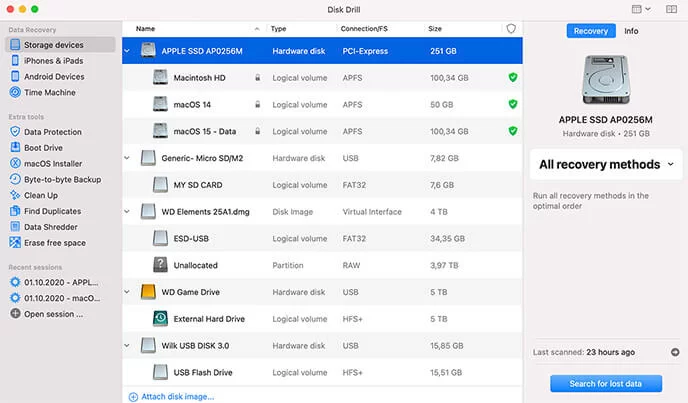 Disk Drill
Data Recovery
Storage devices
iPhones & iPads
Android Devices
Time Machine
Extra tools
Data Protection
Boot Drive
macOS Installer
Byte-to-byte Backup
Clean Up
Find Duplicates
Data Shredder
Erase free space
Recent sessions
01.10.2020 - APPL...
01.10.2020 - macO...
Open session ...
Name Type Connection/FS Size
APPLE SSD AP0256M Hardware disk PCI-Express 251 GB
Macintosh HD Logical volume APFS 100,34 GB
macOS 14 Logical volume APFS 50 GB
macOS 15 - Data Logical volume APFS 100,34 GB
Generic- Micro SD/M2 Hardware disk USB 7,82 GB
MY SD CARD Logical volume FAT32 7,6 GB
WD Elements 25A1.dmg Disk Image Virtual Interface 4 TB
ESD-USB Logical volume FAT32 34,35 GB
Unallocated Partition RAW 3,97 TB
WD Game Drive Hardware disk USB 5 TB
External Hard Drive Logical volume HFS+ 5 TB
Wilk USB DISK 3.0 Hardware disk USB 15,85 GB
USB Flash Drive Logical volume HFS+ 15,51 GB
Attach disk image...
Recovery Info
APPLE SSD AP0256M
Hardware disk • 251 GB
All recovery methods
Run all recovery methods in the
optimal order
Last scanned: 23 hours ago
Search for lost data